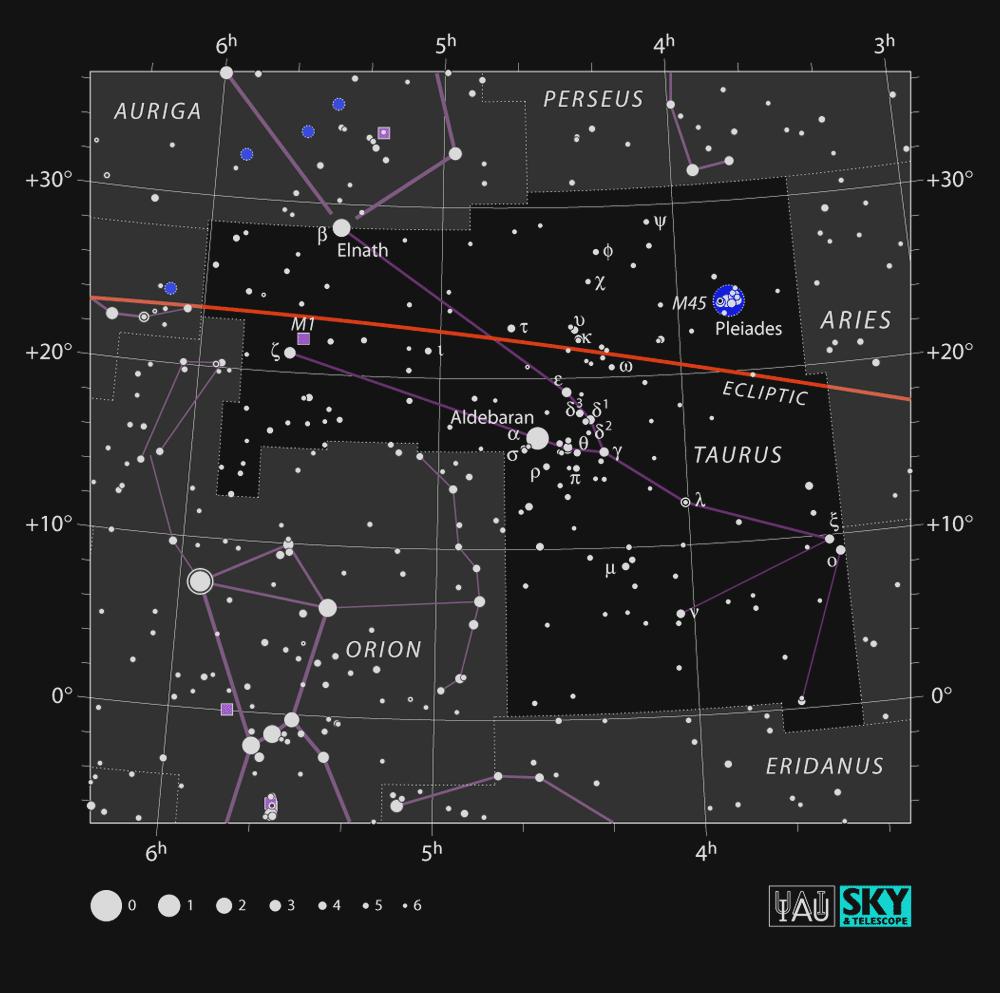 6h 5h 4h 3h
AURIGA
PERSEUS
+30° +30°
ψ
β
Elnath
ϕ
χ
M45
Pleiades
ARIES
M1
τ
υ
κ
+20° +20°
ζ
ι
ω
ε
ECLIPTIC
δ3 δ1
Aldebaran
δ2
α
θ
γ
σ
TAURUS
ρ
π
λ
+10° +10°
ξ
ο
μ
ν
ORION
0° 0°
ERIDANUS
6h 5h 4h
0 1 2 3 4 5 6
IAU
SKY
& TELESCOPE